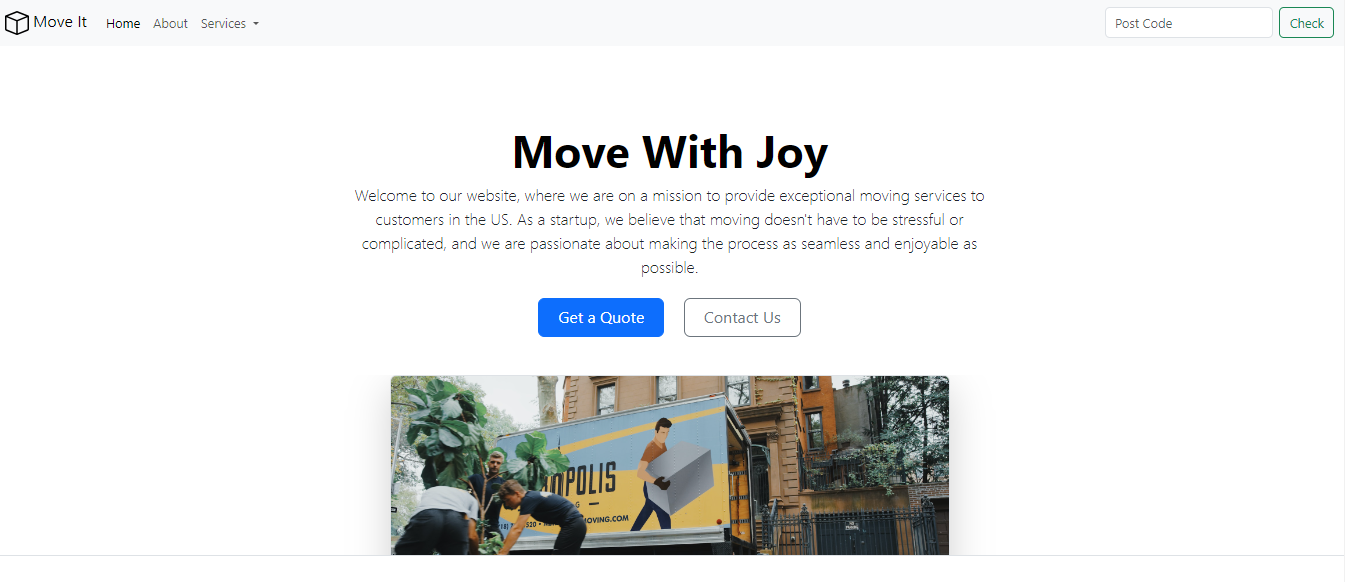 Move It
Home
About
Services
Post Code
Check
Move With Joy
Welcome to our website, where we are on a mission to provide exceptional moving services to
customers in the US. As a startup, we believe that moving doesn't have to be stressful or
complicated, and we are passionate about making the process as seamless and enjoyable as
possible.
Get a Quote
Contact Us
POLIS
MOVING.COM